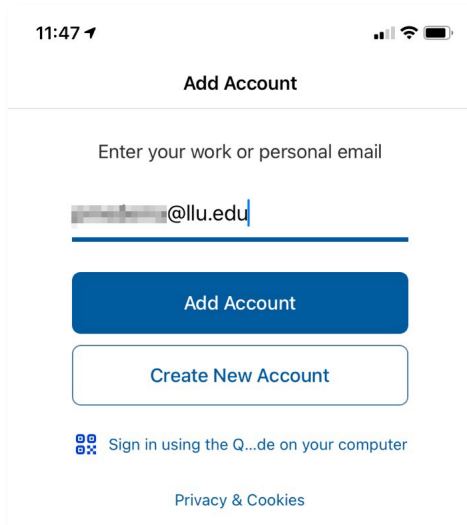 11:47
Add Account
Enter your work or personal email
@llu.edu
Add Account
Create New Account
Sign in using the Q...de on your computer
Privacy & Cookies